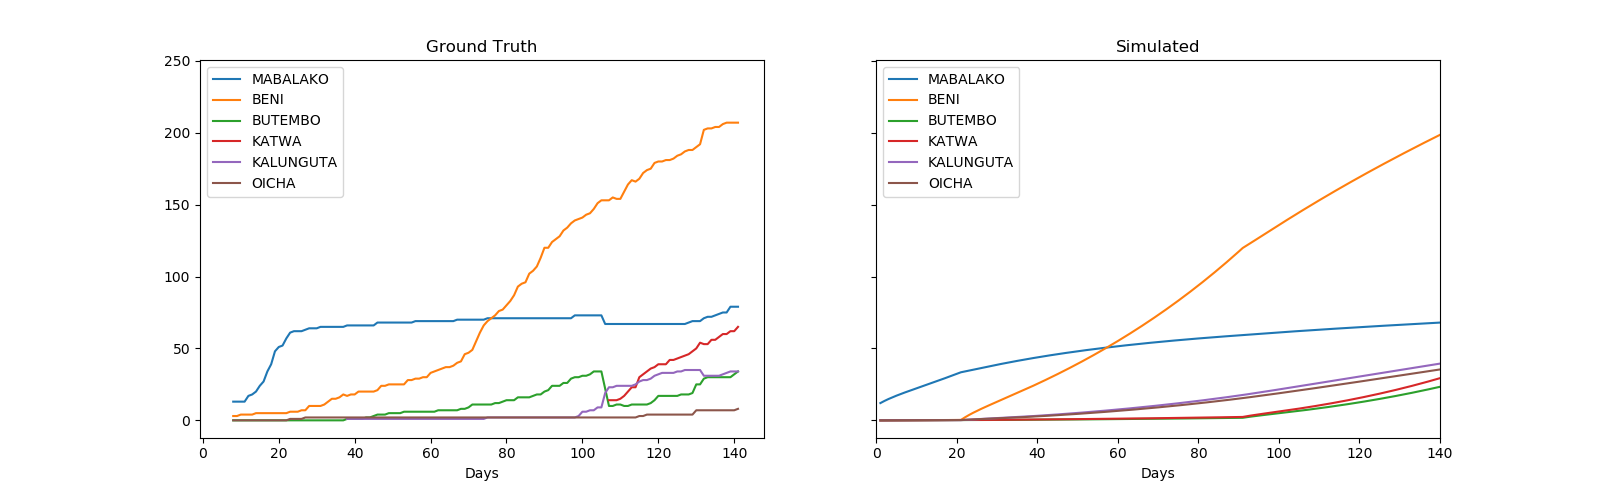 Ground Truth
250
200
150
100
50
0
MABALAKO
BENI
BUTEMBO
KATWA
KALUNGUTA
OICHA
0 20 40 60 80 100 120 140
Days
Simulated
MABALAKO
BENI
BUTEMBO
KATWA
KALUNGUTA
OICHA
0 20 40 60 80 100 120 140
Days